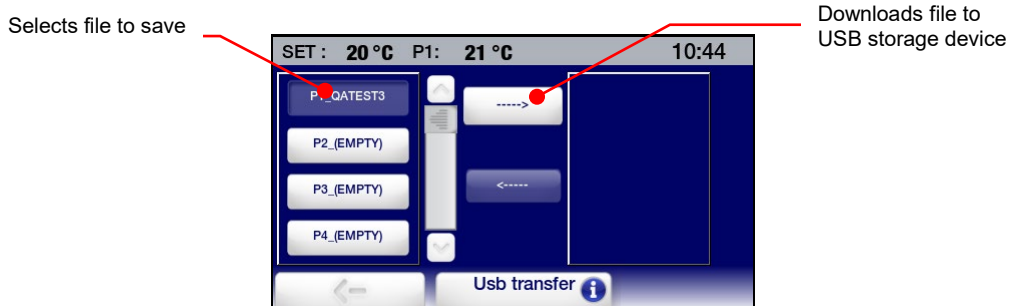 Selects file to save
Downloads file to
USB storage device
SET : 20 °C P1: 21 °C 10:44
P1_QATEST3
----->
P2_(EMPTY)
P3_(EMPTY)
<-----
P4_(EMPTY)
Usb transfer